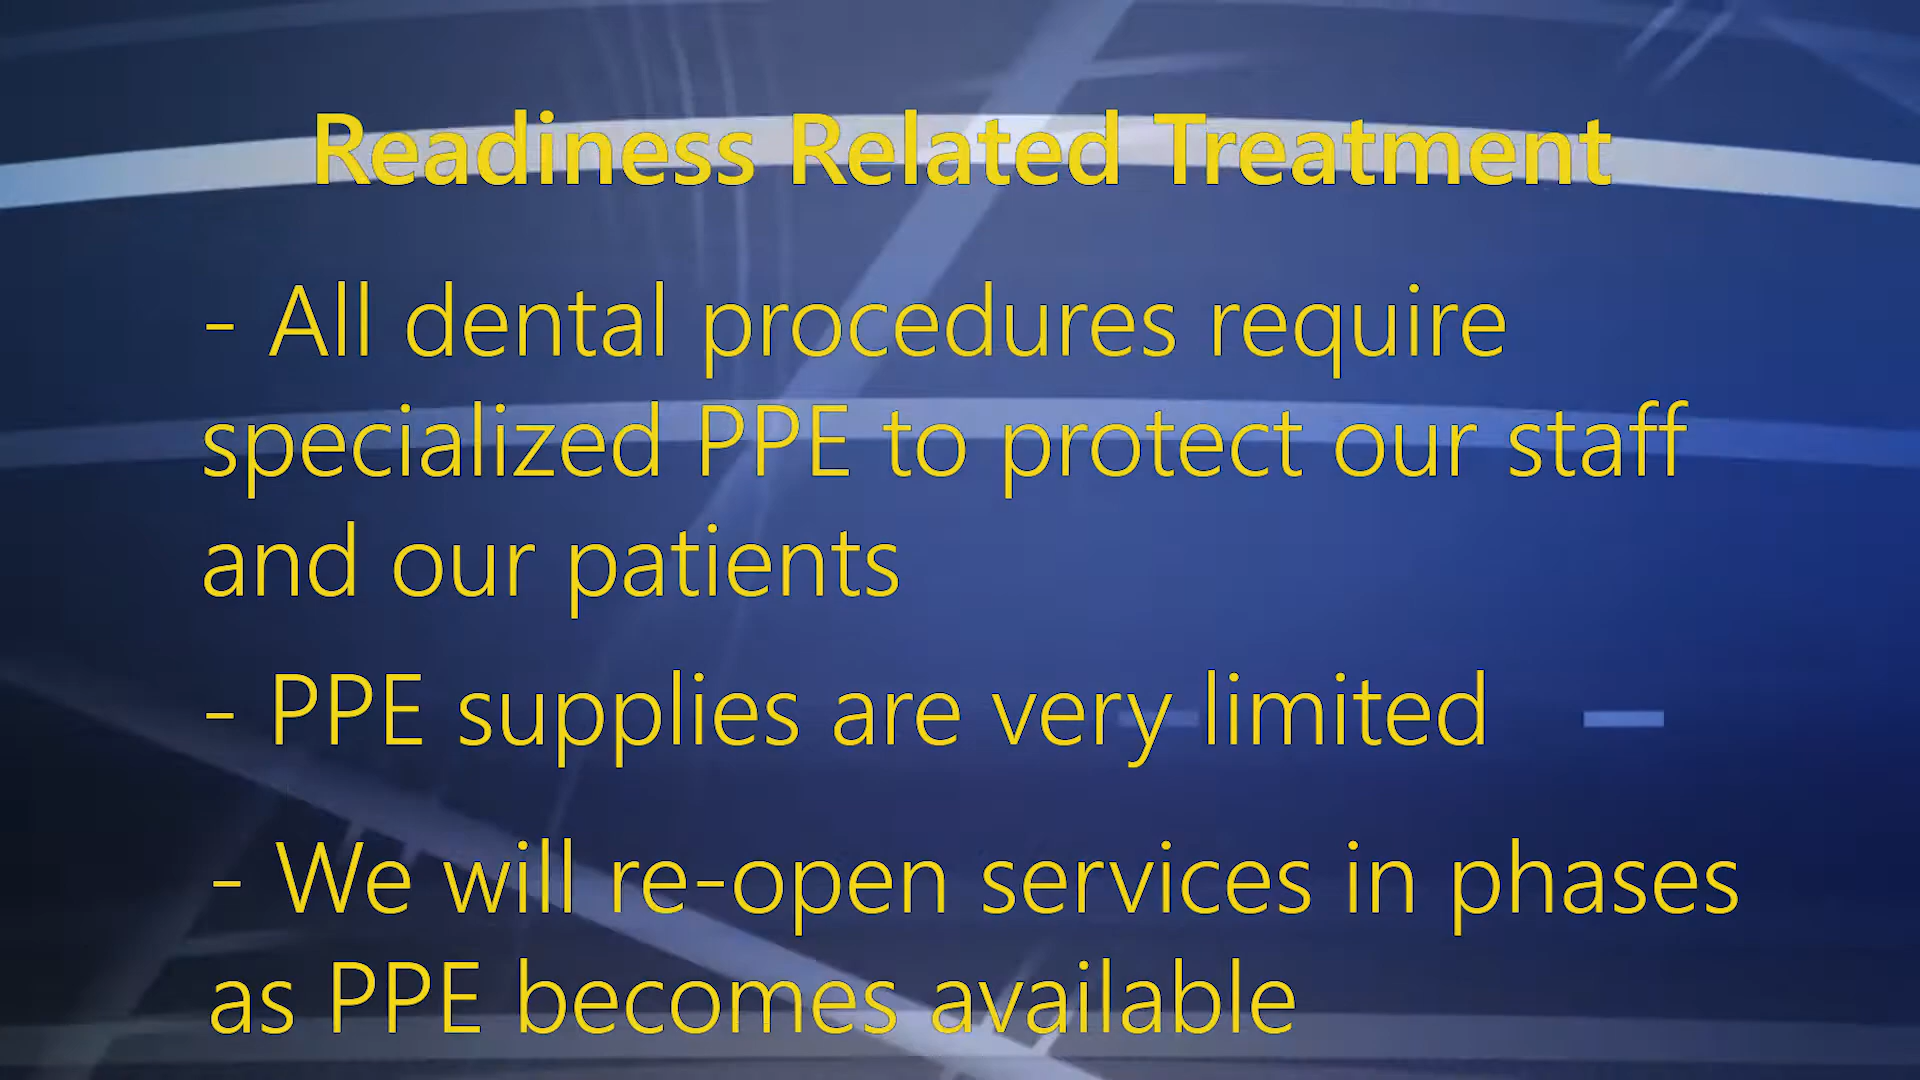 Readiness Related Treatment
- All dental procedures require
specialized PPE to protect our staff
and our patients
- PPE supplies are very limited
- We will re-open services in phases
as PPE becomes available